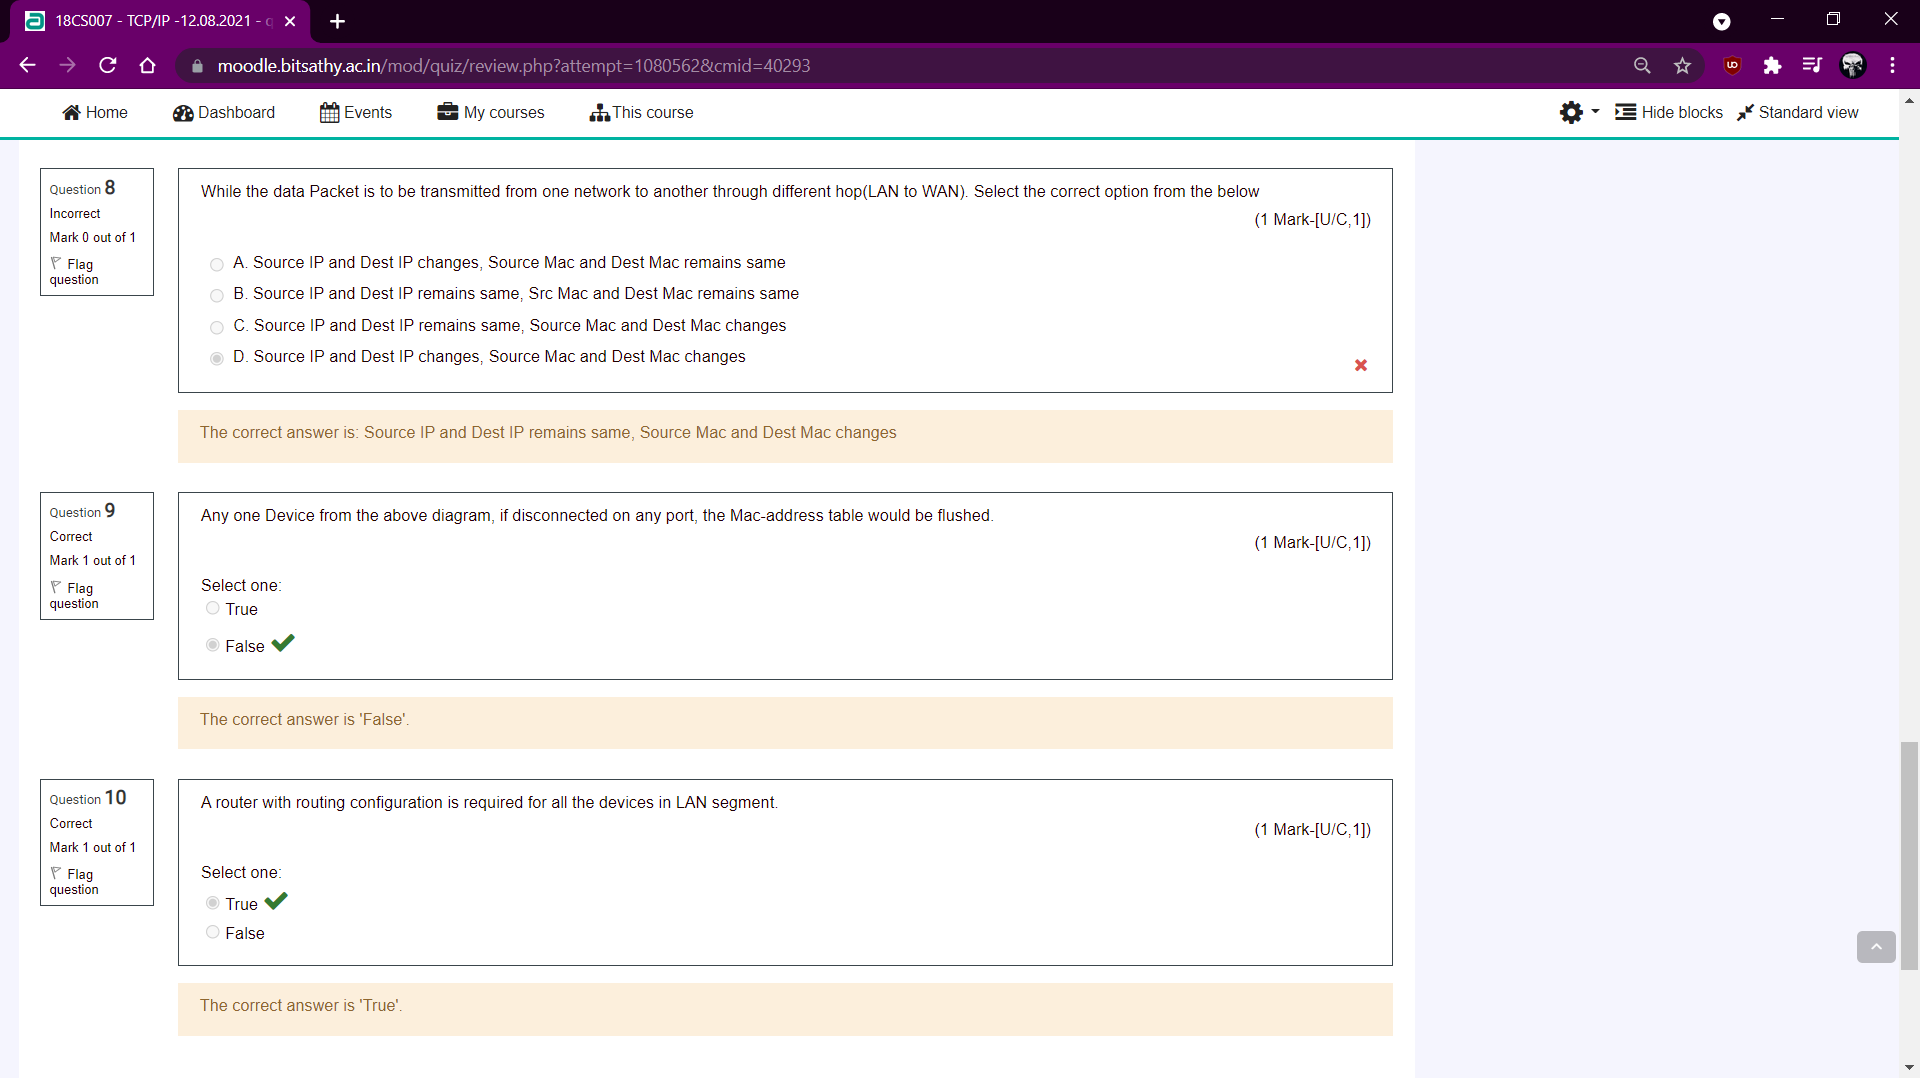 18CS007 - TCP/IP -12.08.2021 - q
moodle.bitsathy.ac.in/mod/quiz/review.php?attempt=1080562&cmid=40293
Home Dashboard Events My courses This course Hide blocks Standard view
Question 8
Incorrect
Mark 0 out of 1
Flag
question
While the data Packet is to be transmitted from one network to another through different hop(LAN to WAN). Select the correct option from the below
(1 Mark-[U/C,1])
A. Source IP and Dest IP changes, Source Mac and Dest Mac remains same
B. Source IP and Dest IP remains same, Src Mac and Dest Mac remains same
C. Source IP and Dest IP remains same, Source Mac and Dest Mac changes
D. Source IP and Dest IP changes, Source Mac and Dest Mac changes
The correct answer is: Source IP and Dest IP remains same, Source Mac and Dest Mac changes
Question 9
Correct
Mark 1 out of 1
Flag
question
Any one Device from the above diagram, if disconnected on any port, the Mac-address table would be flushed.
(1 Mark-[U/C,1])
Select one:
True
False
The correct answer is 'False'.
Question 10
Correct
Mark 1 out of 1
Flag
question
A router with routing configuration is required for all the devices in LAN segment.
(1 Mark-[U/C,1])
Select one:
True
False
The correct answer is 'True'.